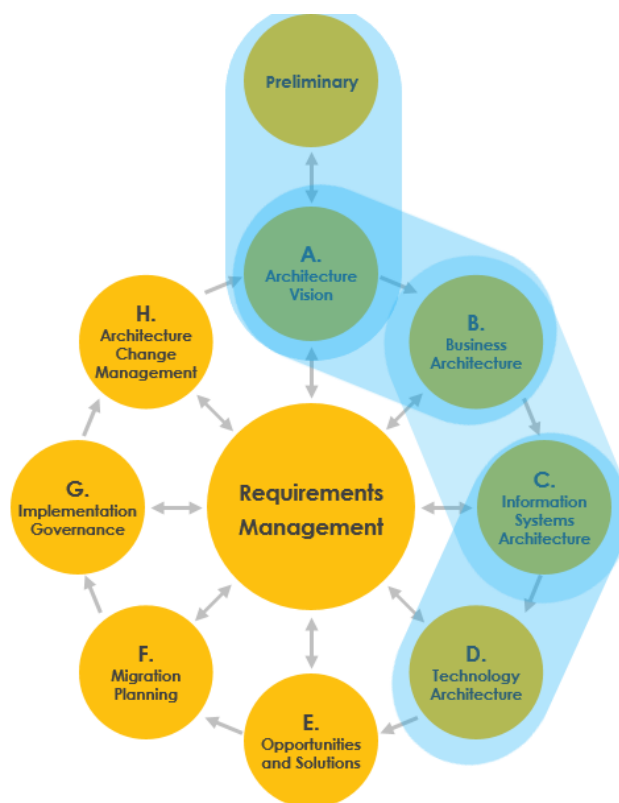 Preliminary
A.
Architecture
Vision
B.
Business
Architecture
C.
Information
Systems
Architecture
D.
Technology
Architecture
E.
Opportunities
and Solutions
F.
Migration
Planning
G.
Implementation
Governance
H.
Architecture
Change
Management
Requirements
Management